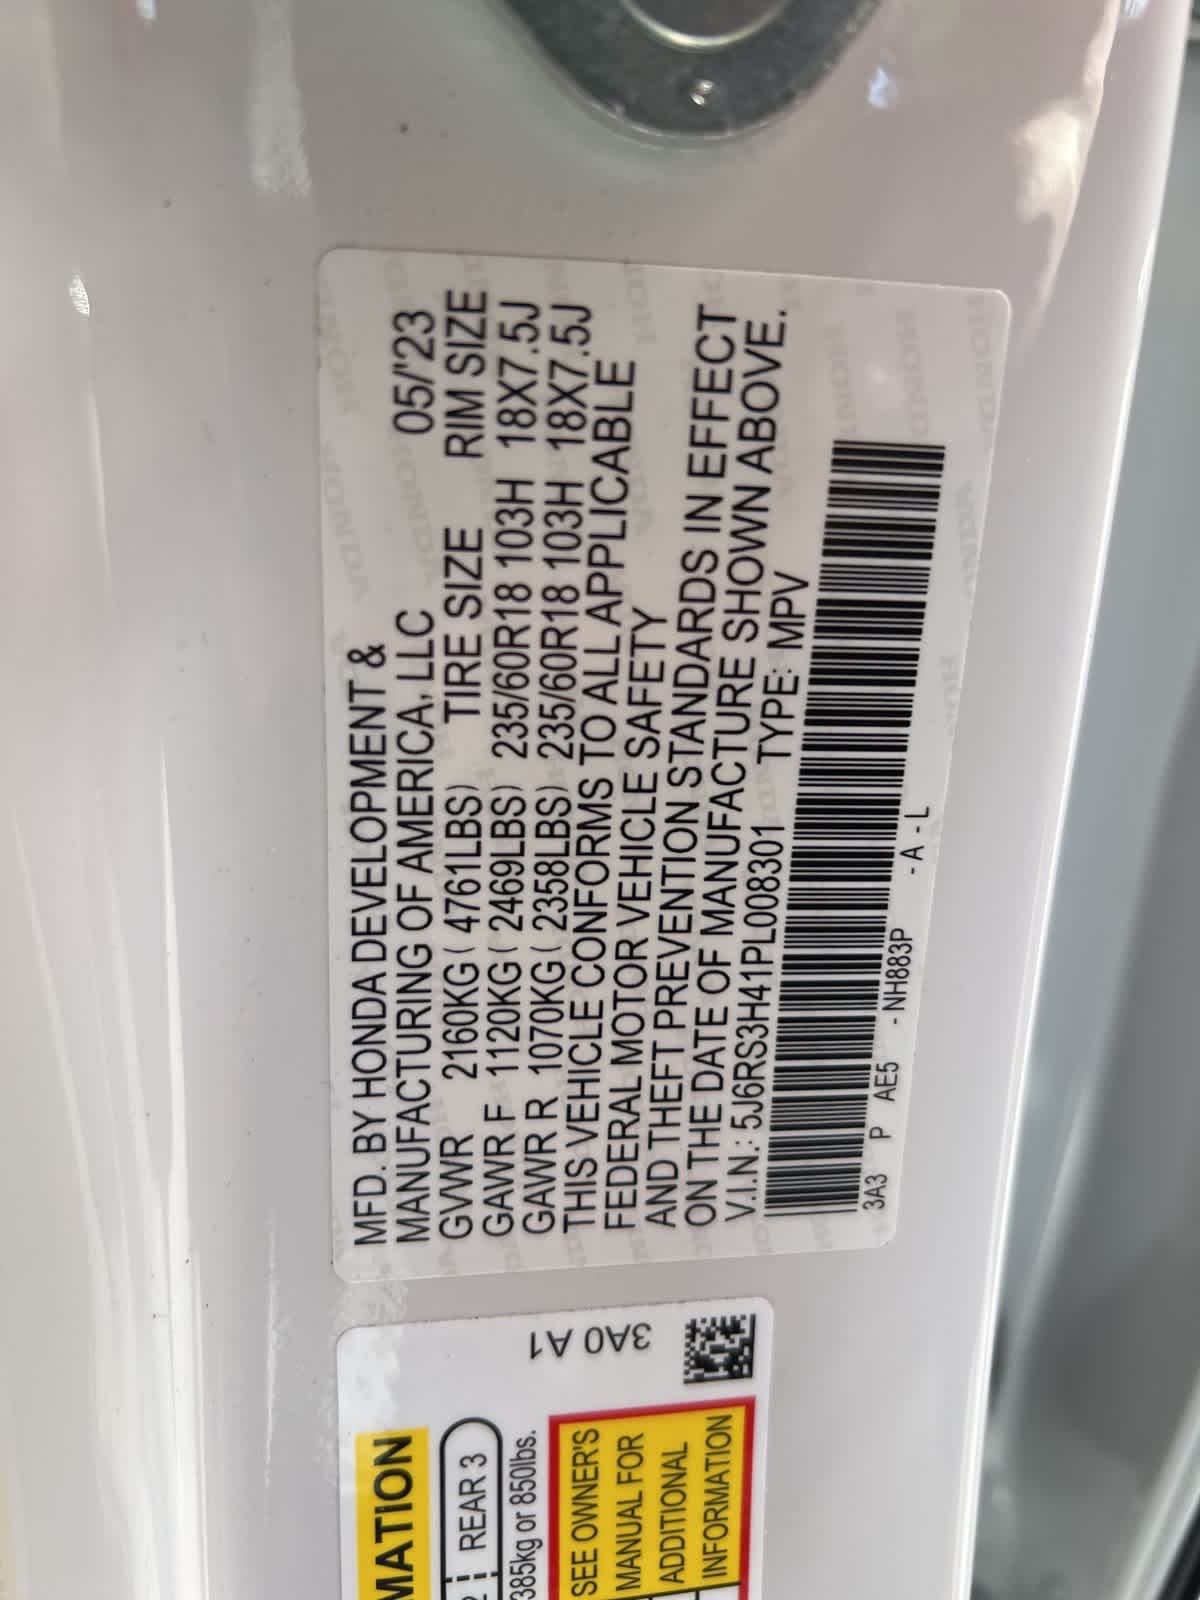 MFD. BY HONDA DEVELOPMENT &
MANUFACTURING OF AMERICA, LLC 05/'23
GVWR 2160KG ( 4761LBS) TIRE SIZE RIM SIZE
GAWR F 1120KG ( 2469LBS) 235/60R18 103H 18X7.5J
GAWR R 1070KG ( 2358LBS) 235/60R18 103H 18X7.5J
THIS VEHICLE CONFORMS TO ALL APPLICABLE
FEDERAL MOTOR VEHICLE SAFETY
AND THEFT PREVENTION STANDARDS IN EFFECT
ON THE DATE OF MANUFACTURE SHOWN ABOVE.
V.I.N.: 5J6RS3H41PL008301 TYPE: MPV
3A3 P AE5 - NH883P - A - L
3A0 A1
MATION
2 REAR 3
385kg or 850lbs.
SEE OWNER'S
MANUAL FOR
ADDITIONAL
INFORMATION